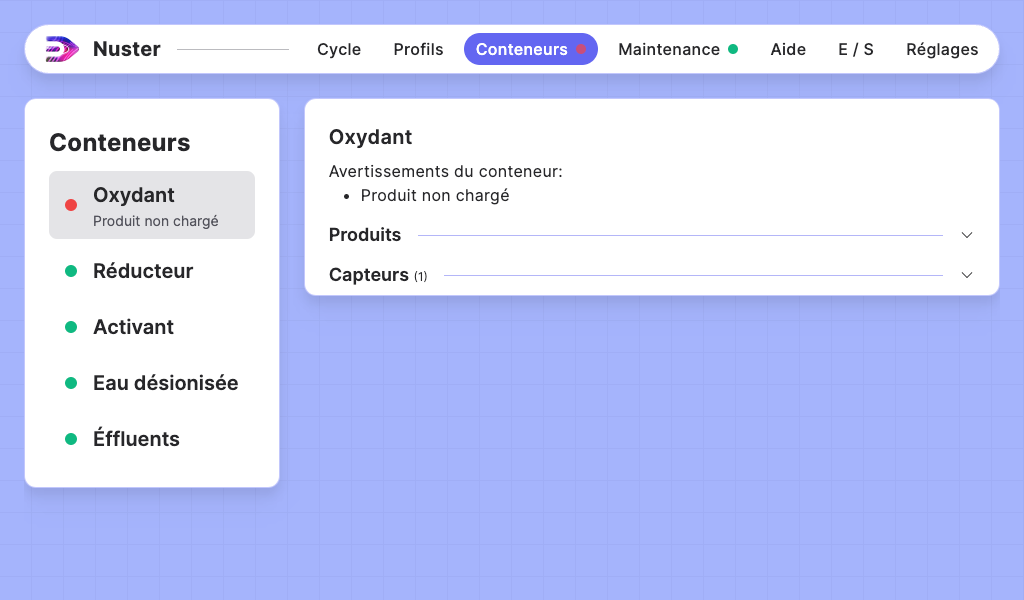 Nuster
Cycle
Profils
Conteneurs
Maintenance
Aide
E / S
Réglages
Conteneurs
Oxydant
Produit non chargé
Réducteur
Activant
Eau désionisée
Éffluents
Oxydant
Avertissements du conteneur:
• Produit non chargé
Produits
Capteurs (1)